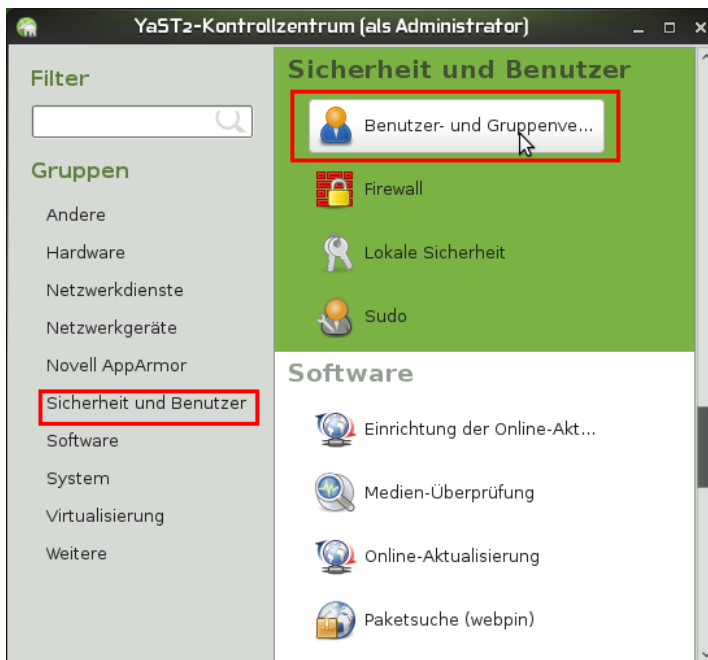 YaST2-Kontrollzentrum (als Administrator)
Filter
Gruppen
Andere
Hardware
Netzwerkdienste
Netzwerkgeräte
Novell AppArmor
Sicherheit und Benutzer
Software
System
Virtualisierung
Weitere
Sicherheit und Benutzer
Benutzer- und Gruppenve...
Firewall
Lokale Sicherheit
Sudo
Software
Einrichtung der Online-Akt...
Medien-Überprüfung
Online-Aktualisierung
Paketsuche (webpin)